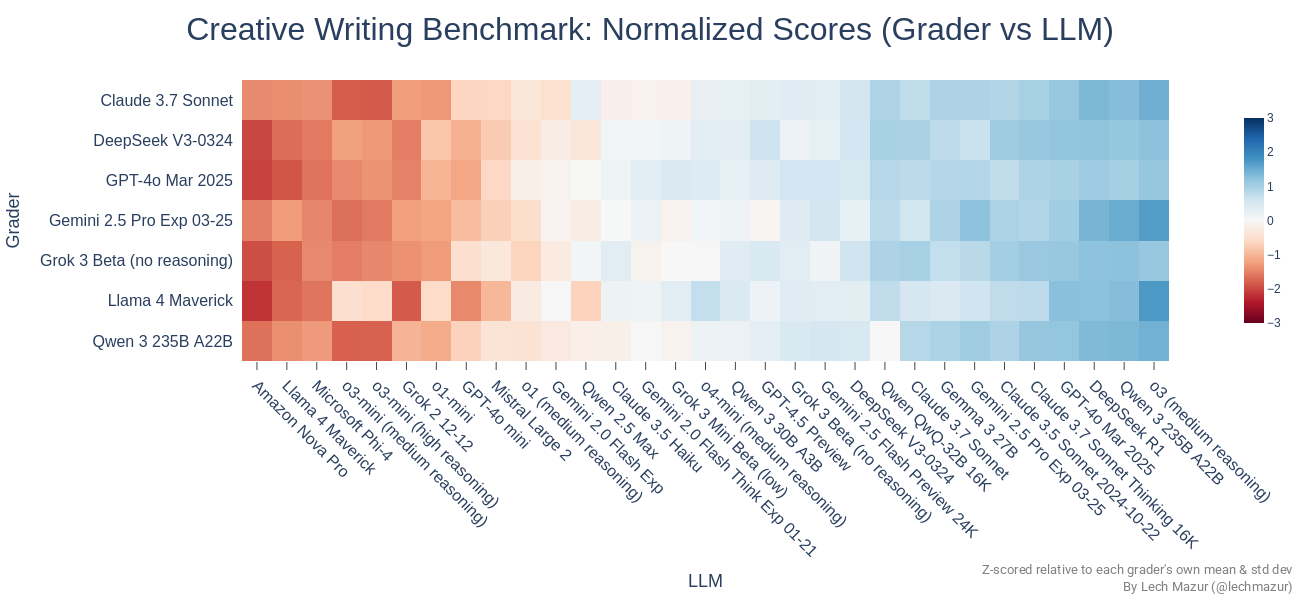 Creative Writing Benchmark: Normalized Scores (Grader vs LLM)
Grader
Claude 3.7 Sonnet
DeepSeek V3-0324
GPT-4o Mar 2025
Gemini 2.5 Pro Exp 03-25
Grok 3 Beta (no reasoning)
Llama 4 Maverick
Qwen 3 235B A22B
3
2
1
0
−1
−2
−3
Amazon Nova Pro
Llama 4 Maverick
Microsoft Phi-4
o3-mini (medium reasoning)
o3-mini (high reasoning)
Grok 2 12-12
o1-mini
GPT-4o mini
Mistral Large 2
o1 (medium reasoning)
Gemini 2.0 Flash Exp
Qwen 2.5 Max
Claude 3.5 Haiku
Gemini 2.0 Flash Think Exp 01-21
Grok 3 Mini Beta (low)
o4-mini (medium reasoning)
Qwen 3 30B A3B
GPT-4.5 Preview
Grok 3 Beta (no reasoning)
Gemini 2.5 Flash Preview 24K
DeepSeek V3-0324
Qwen QwQ-32B 16K
Claude 3.7 Sonnet
Gemma 3 27B
Gemini 2.5 Pro Exp 03-25
Claude 3.5 Sonnet 2024-10-22
Claude 3.7 Sonnet Thinking 16K
GPT-4o Mar 2025
DeepSeek R1
Qwen 3 235B A22B
o3 (medium reasoning)
LLM
Z-scored relative to each grader's own mean & std dev
By Lech Mazur (@lechmazur)